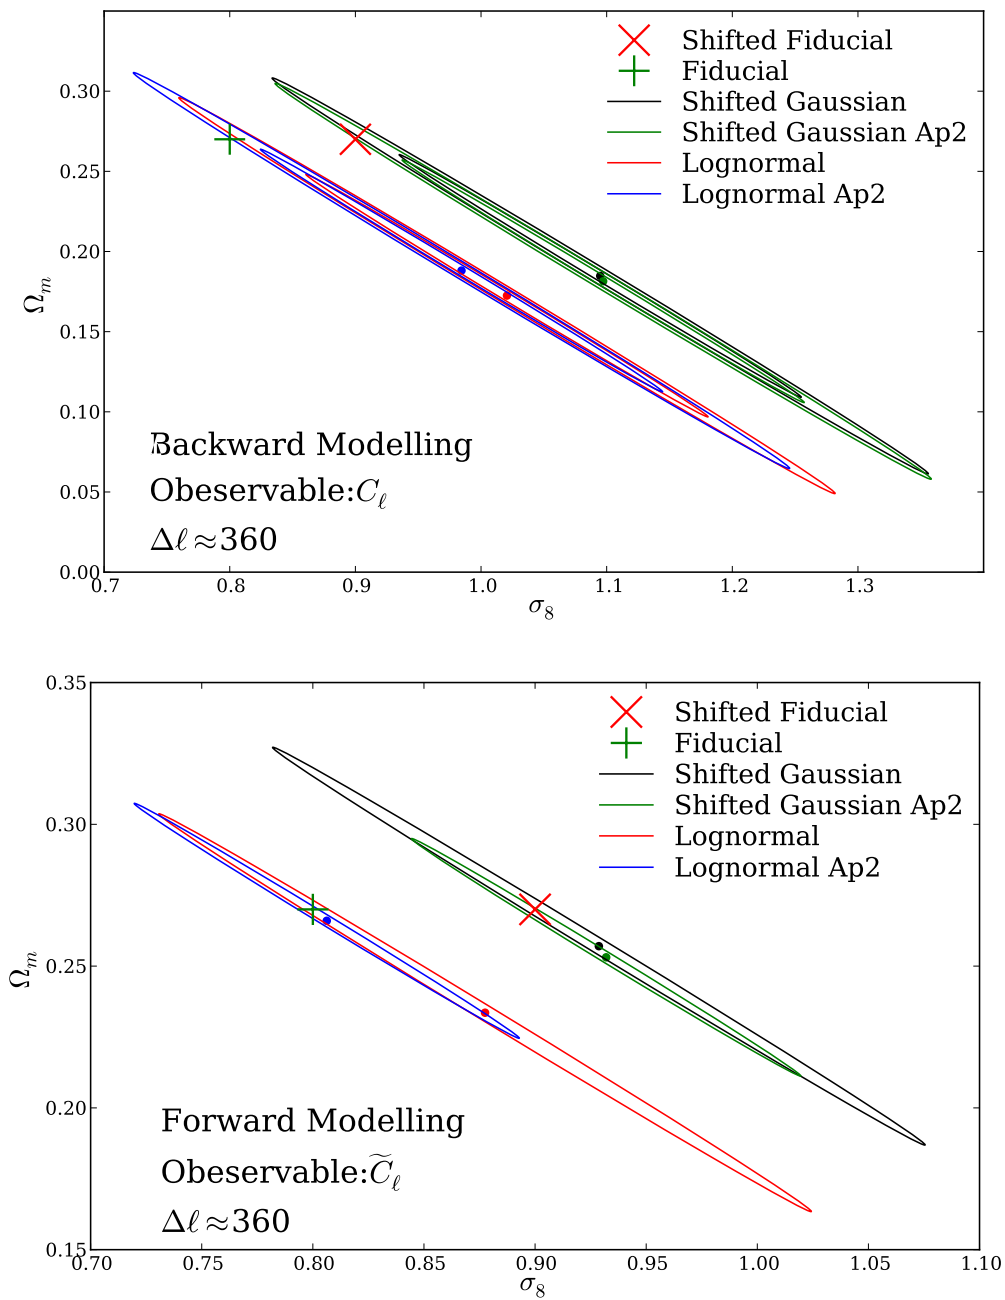 Shifted Fiducial
Fiducial
Shifted Gaussian
Shifted Gaussian Ap2
Lognormal
Lognormal Ap2
0.30
0.25
0.20
0.15
0.10
0.05
0.00
Ωₘ
Backward Modelling
Obeservable:C_ℓ
Δℓ≈360
0.7 0.8 0.9 1.0 1.1 1.2 1.3
σ₈
Shifted Fiducial
Fiducial
Shifted Gaussian
Shifted Gaussian Ap2
Lognormal
Lognormal Ap2
0.35
0.30
0.25
0.20
0.15
Ωₘ
Forward Modelling
Obeservable:C̃_ℓ
Δℓ≈360
0.70 0.75 0.80 0.85 0.90 0.95 1.00 1.05 1.10
σ₈